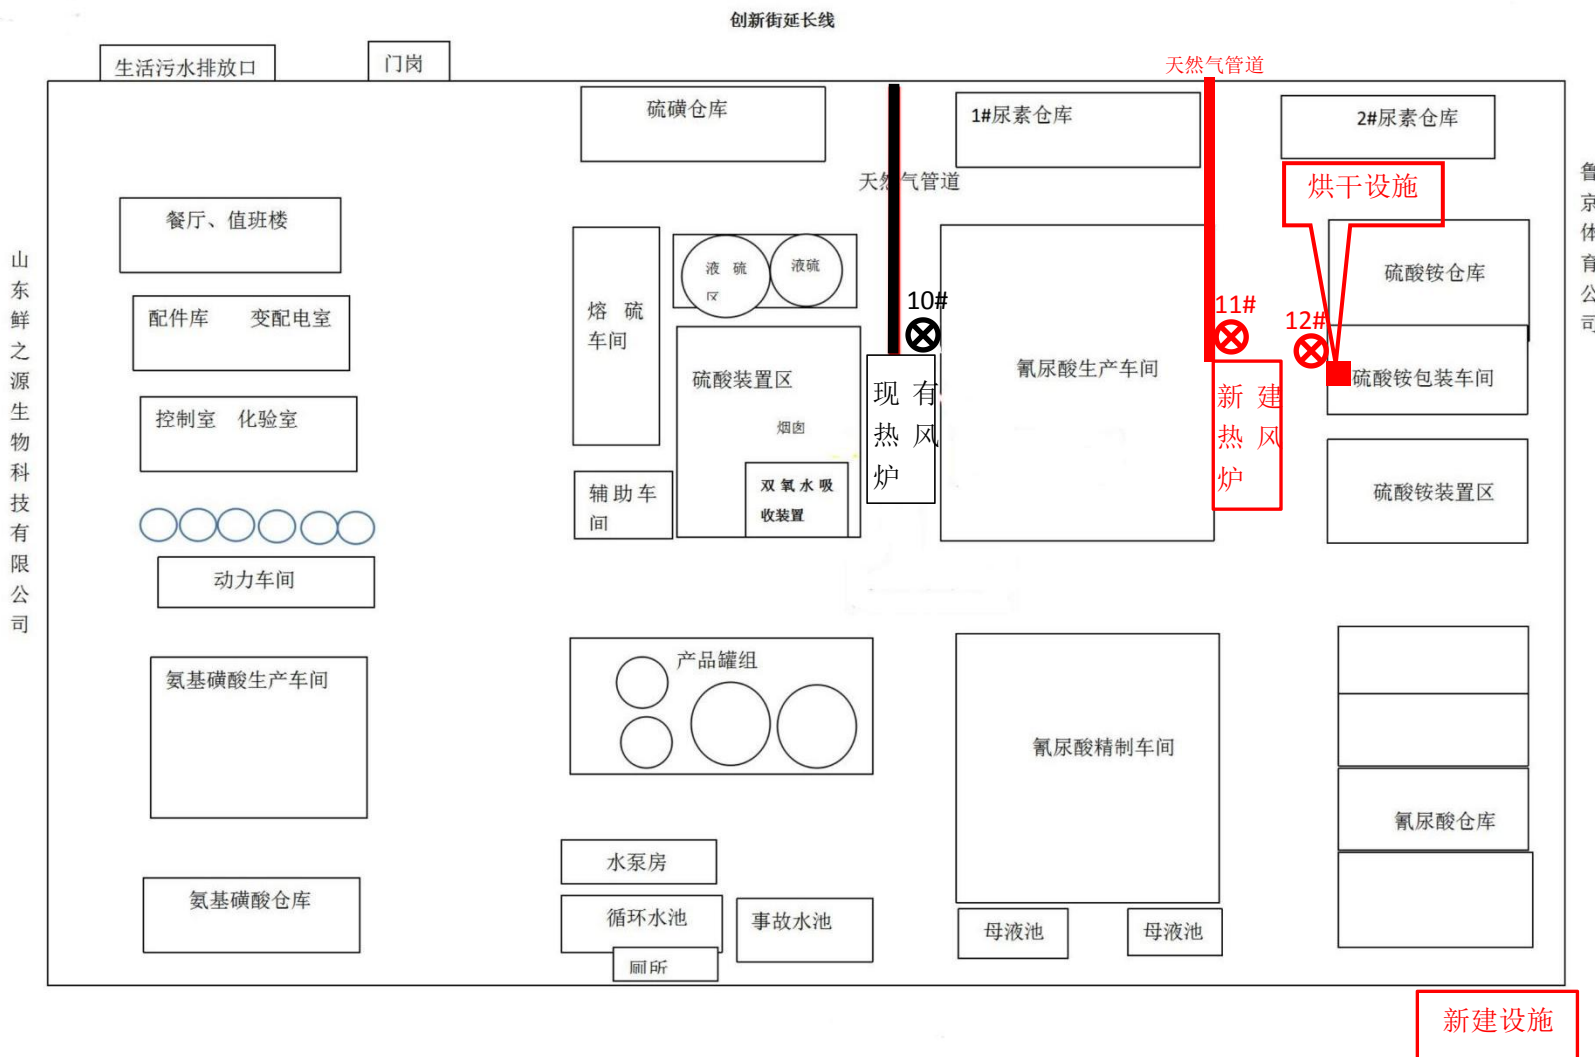 创新街延长线
生活污水排放口
门岗
天然气管道
硫磺仓库
1#尿素仓库
2#尿素仓库
天然气管道
烘干设施
餐厅、值班楼
液 硫
区
液硫
硫酸铵仓库
山东鲜之源生物科技有限公司
鲁京体育公司
配件库 变配电室
熔 硫
车间
10#
11#
12#
硫酸装置区
氰尿酸生产车间
硫酸铵包装车间
现 有
热 风
炉
新 建
热 风
炉
控制室 化验室
烟囱
辅助车
间
双氧水吸
收装置
硫酸铵装置区
动力车间
氨基磺酸生产车间
产品罐组
氰尿酸精制车间
氰尿酸仓库
水泵房
氨基磺酸仓库
循环水池
事故水池
母液池
母液池
厕所
新建设施